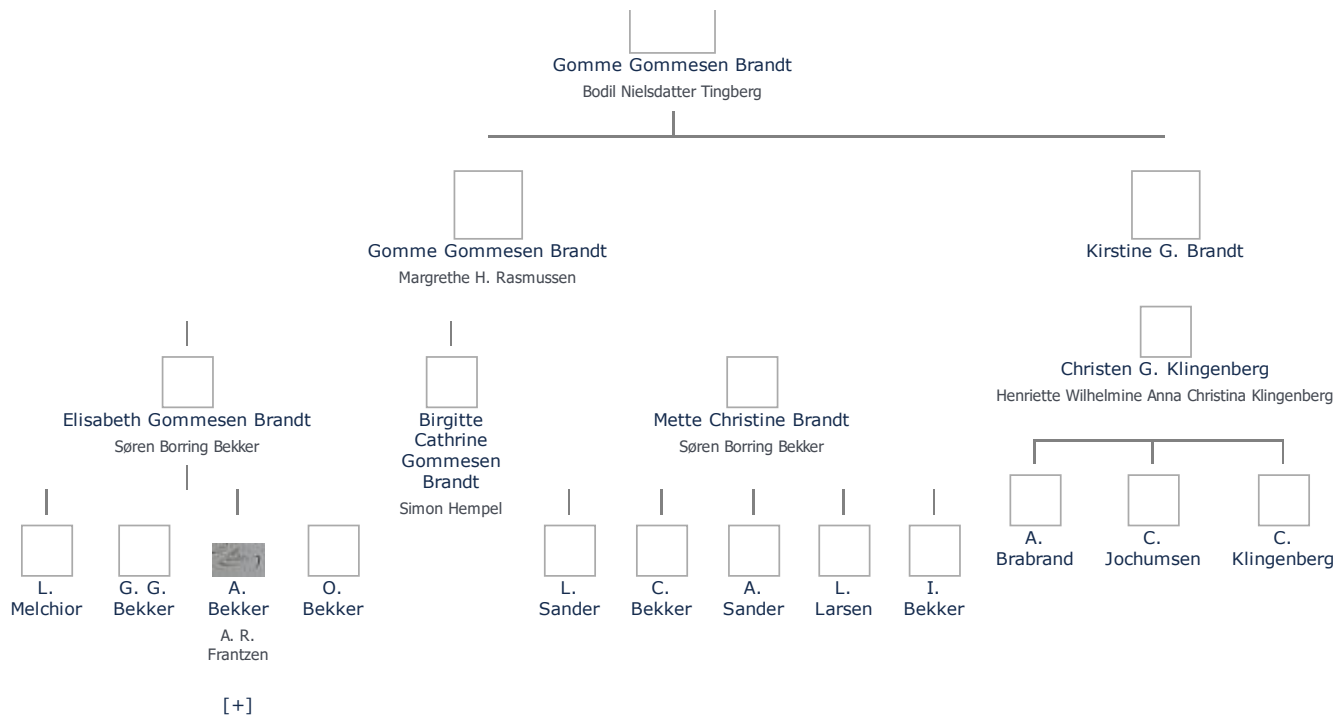 Gomme Gommesen Brandt
Bodil Nielsdatter Tingberg
Gomme Gommesen Brandt
Margrethe H. Rasmussen
Kirstine G. Brandt
Elisabeth Gommesen Brandt
Søren Borring Bekker
Birgitte
Cathrine
Gommesen
Brandt
Simon Hempel
Mette Christine Brandt
Søren Borring Bekker
Christen G. Klingenberg
Henriette Wilhelmine Anna Christina Klingenberg
L.
Melchior
G. G.
Bekker
A.
Bekker
A. R.
Frantzen
[+]
O.
Bekker
L.
Sander
C.
Bekker
A.
Sander
L.
Larsen
I.
Bekker
A.
Brabrand
C.
Jochumsen
C.
Klingenberg